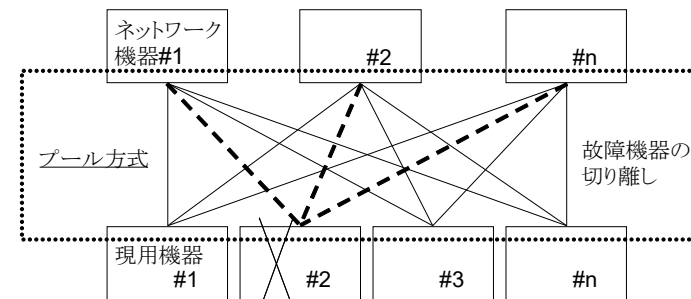 ネットワーク
機器#1
#2
#n
プール方式
故障機器の
切り離し
現用機器
#1
#2
#3
#n